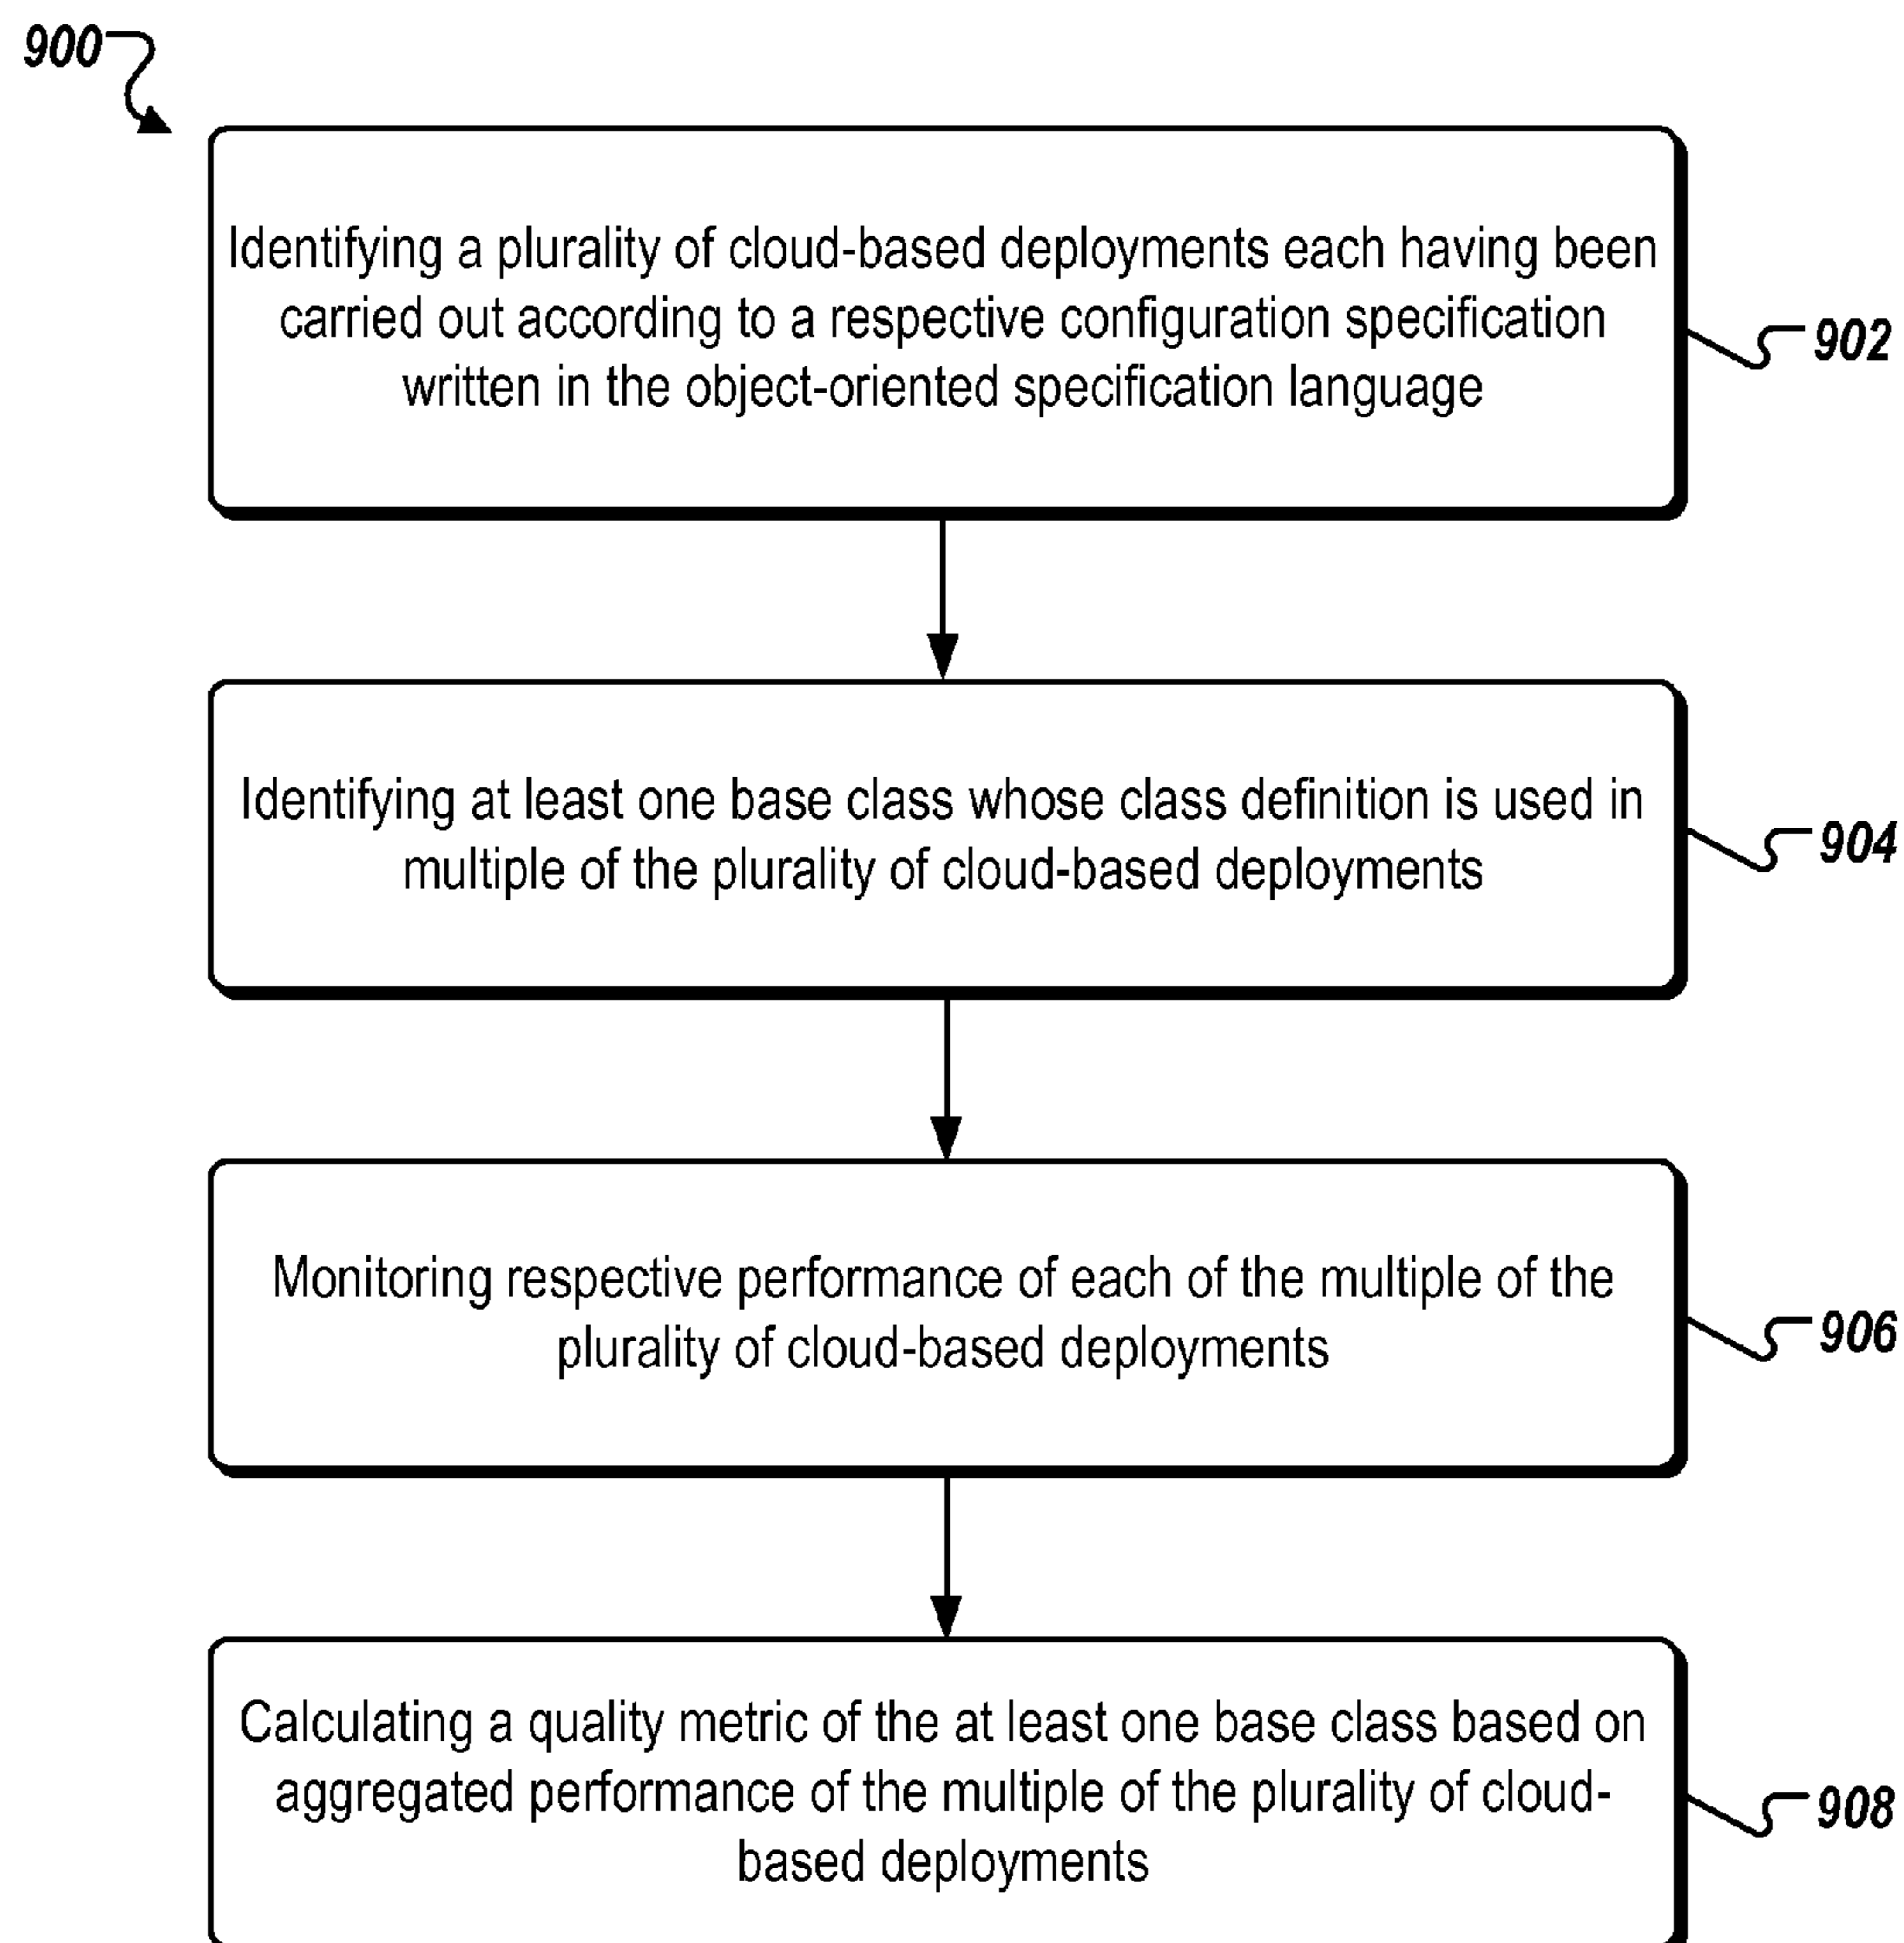 900
Identifying a plurality of cloud-based deployments each having been
carried out according to a respective configuration specification
written in the object-oriented specification language
902
Identifying at least one base class whose class definition is used in
multiple of the plurality of cloud-based deployments
904
Monitoring respective performance of each of the multiple of the
plurality of cloud-based deployments
906
Calculating a quality metric of the at least one base class based on
aggregated performance of the multiple of the plurality of cloud-
based deployments
908